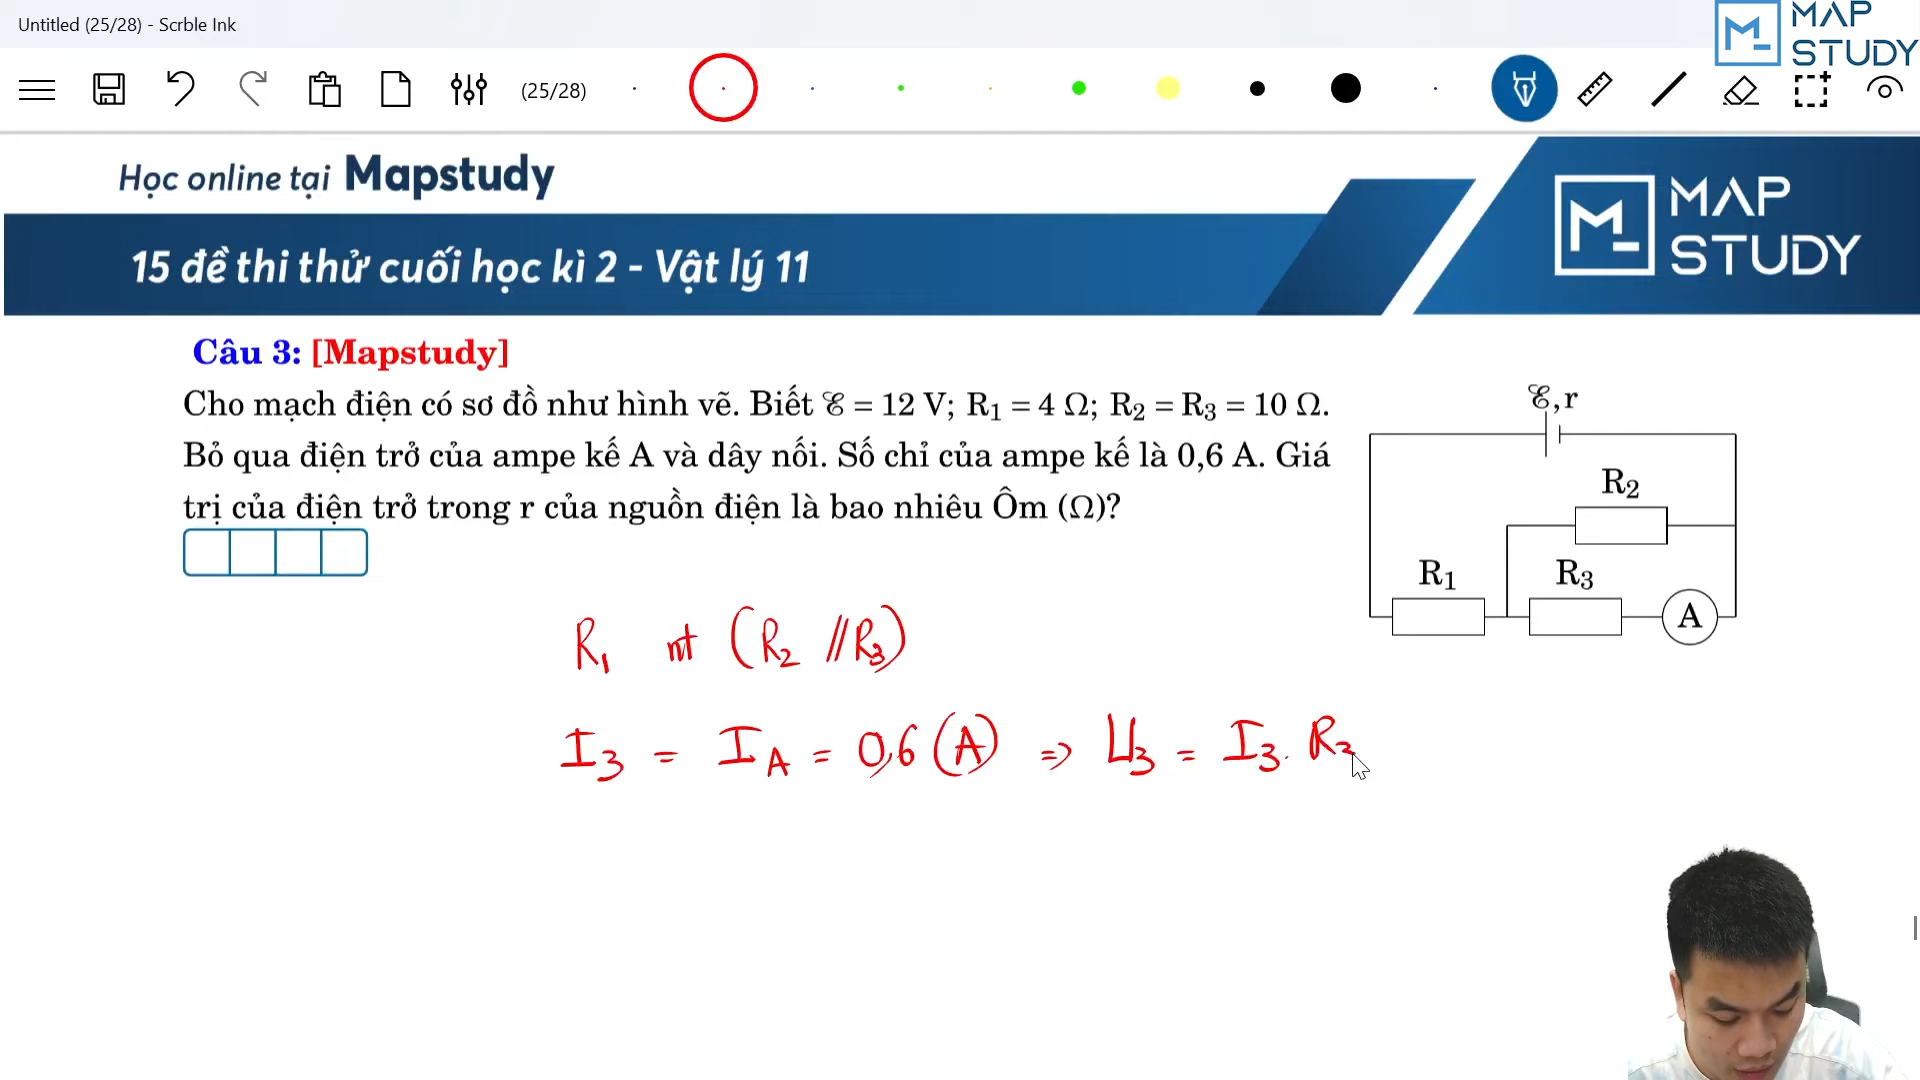 Untitled (25/28) - Scrble Ink
MAP STUDY
(25/28)
Học online tại Mapstudy
15 đề thi thử cuối học kì 2 - Vật lý 11
MAP STUDY
Câu 3: [Mapstudy]
Cho mạch điện có sơ đồ như hình vẽ. Biết ℰ = 12 V; R₁ = 4 Ω; R₂ = R₃ = 10 Ω.
Bỏ qua điện trở của ampe kế A và dây nối. Số chỉ của ampe kế là 0,6 A. Giá
trị của điện trở trong r của nguồn điện là bao nhiêu Ôm (Ω)?
ℰ, r
R₂
R₁
R₃
A
R₁ nt (R₂ // R₃)
I₃ = I_A = 0,6 (A) => U₃ = I₃. R₃